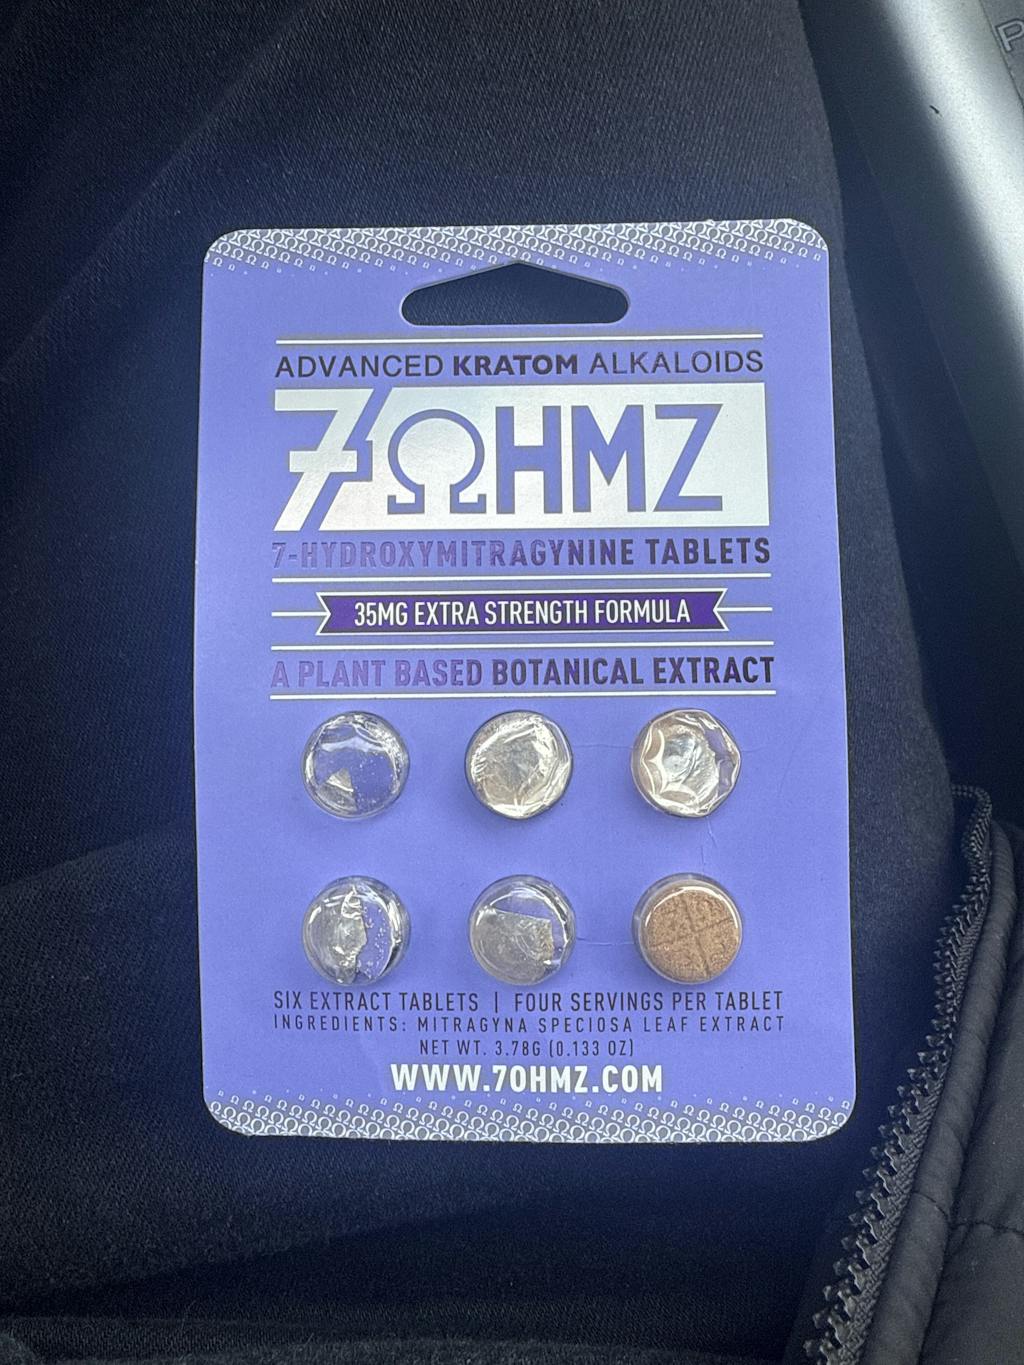 ADVANCED KRATOM ALKALOIDS
7ΩHMZ
7-HYDROXYMITRAGYNINE TABLETS
35MG EXTRA STRENGTH FORMULA
A PLANT BASED BOTANICAL EXTRACT
SIX EXTRACT TABLETS | FOUR SERVINGS PER TABLET
INGREDIENTS: MITRAGYNA SPECIOSA LEAF EXTRACT
NET WT. 3.78G (0.133 OZ)
WWW.7OHMZ.COM